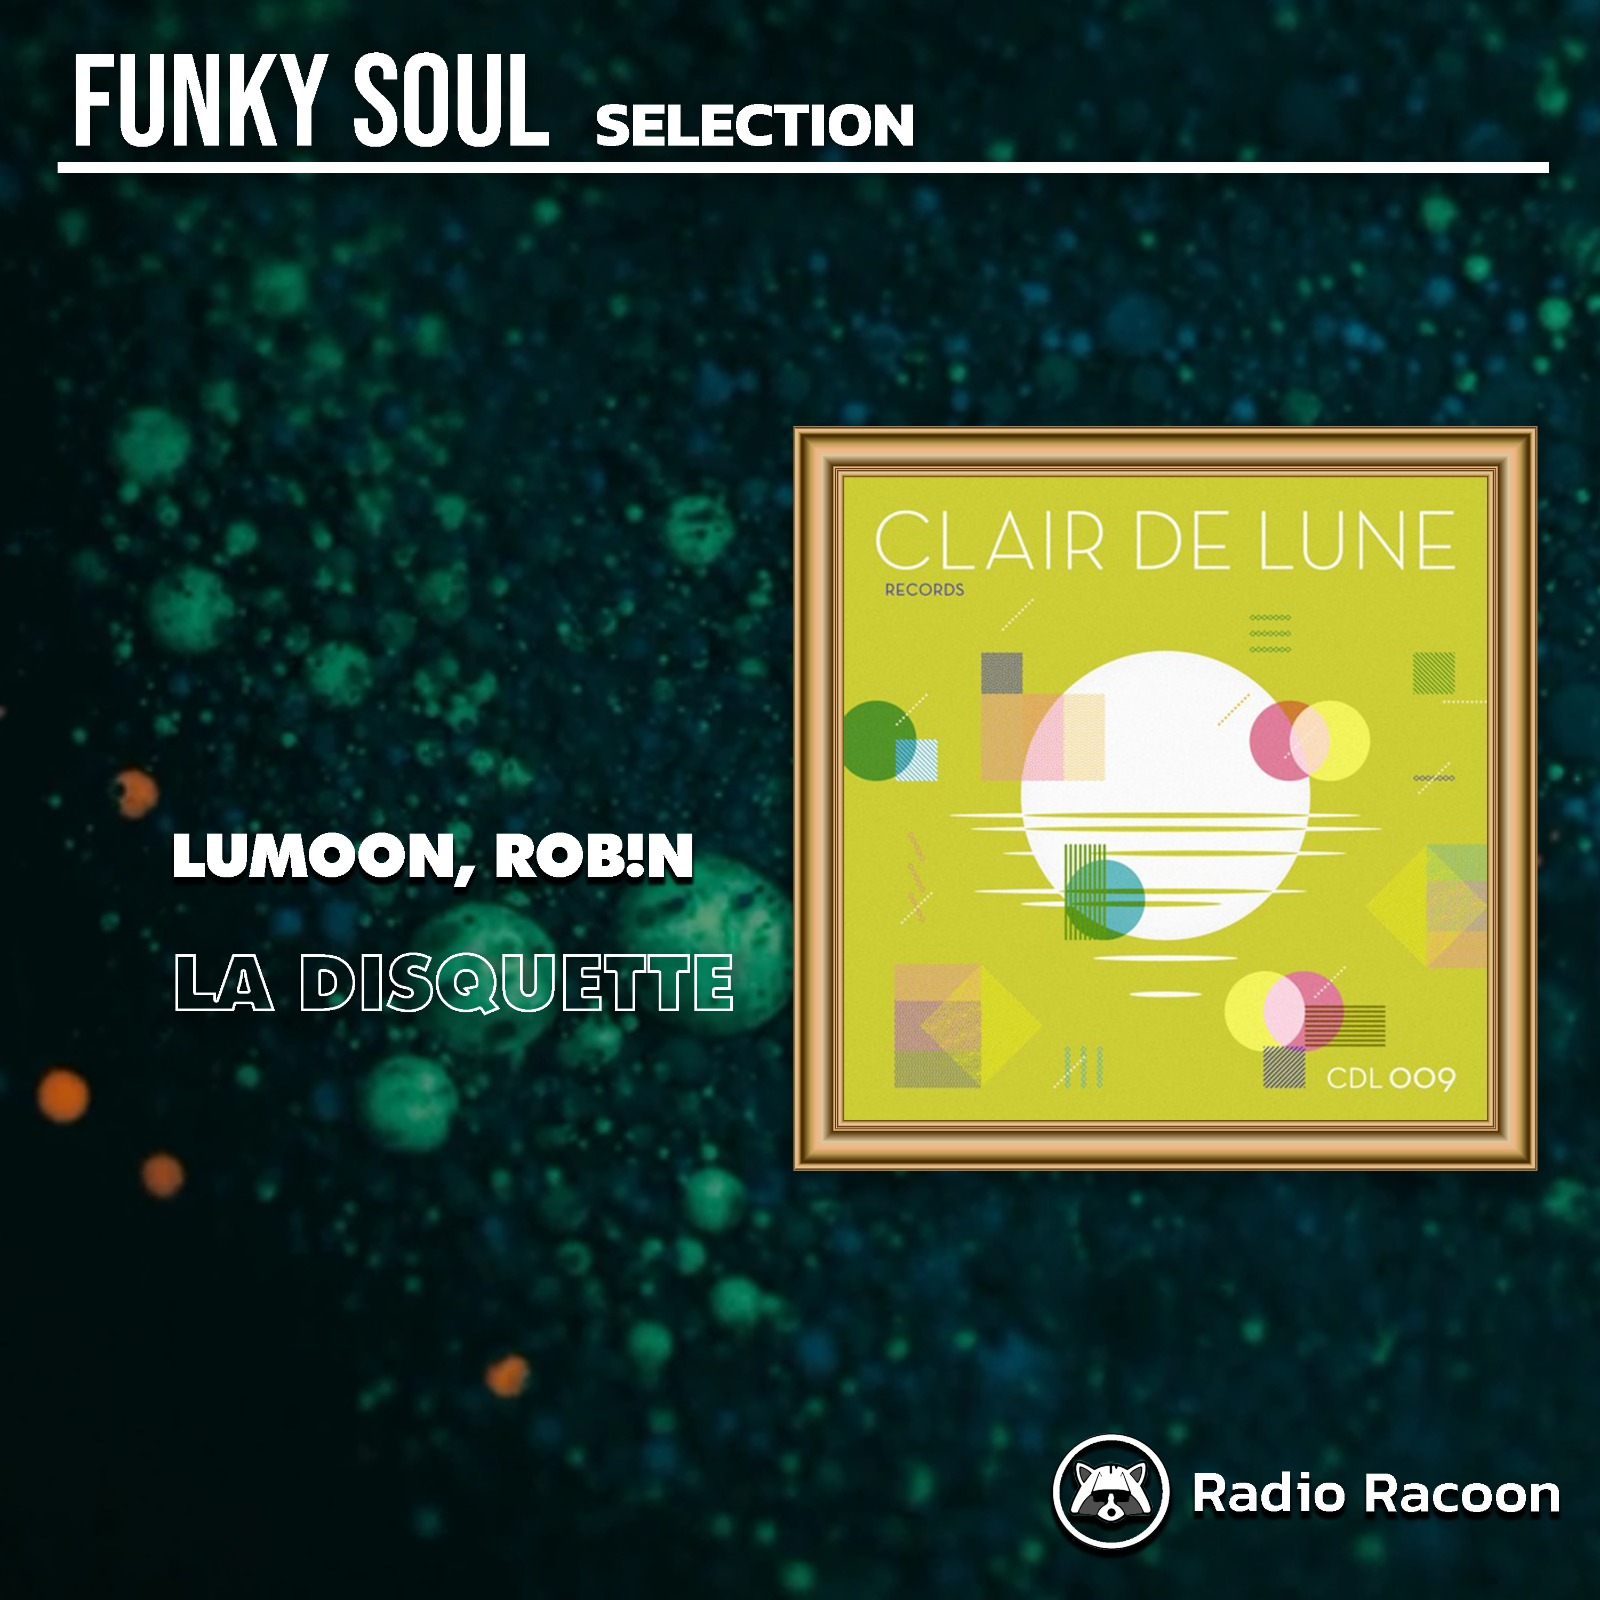 FUNKY SOUL SELECTION
CLAIR DE LUNE
RECORDS
LUMOON, ROB!N
LA DISQUETTE
CDL 009
Radio Racoon